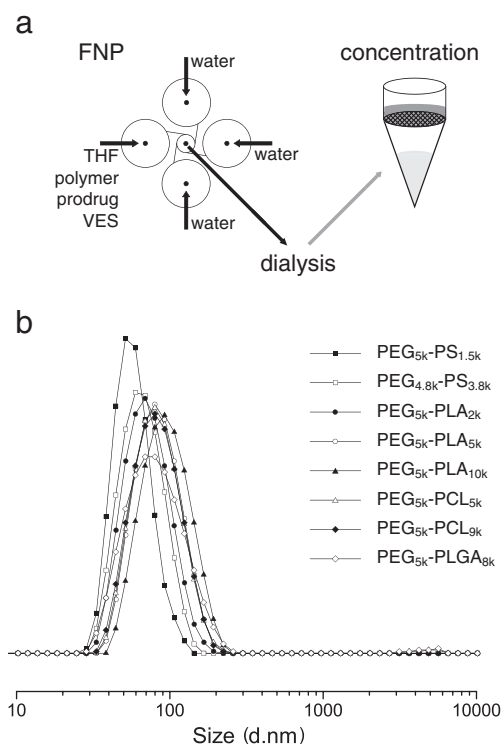 a
FNP
concentration
water
THF
polymer
prodrug
VES
water
water
dialysis
b
PEG5k-PS1.5k
PEG4.8k-PS3.8k
PEG5k-PLA2k
PEG5k-PLA5k
PEG5k-PLA10k
PEG5k-PCL5k
PEG5k-PCL9k
PEG5k-PLGA8k
10 100 1000 10000
Size (d.nm)